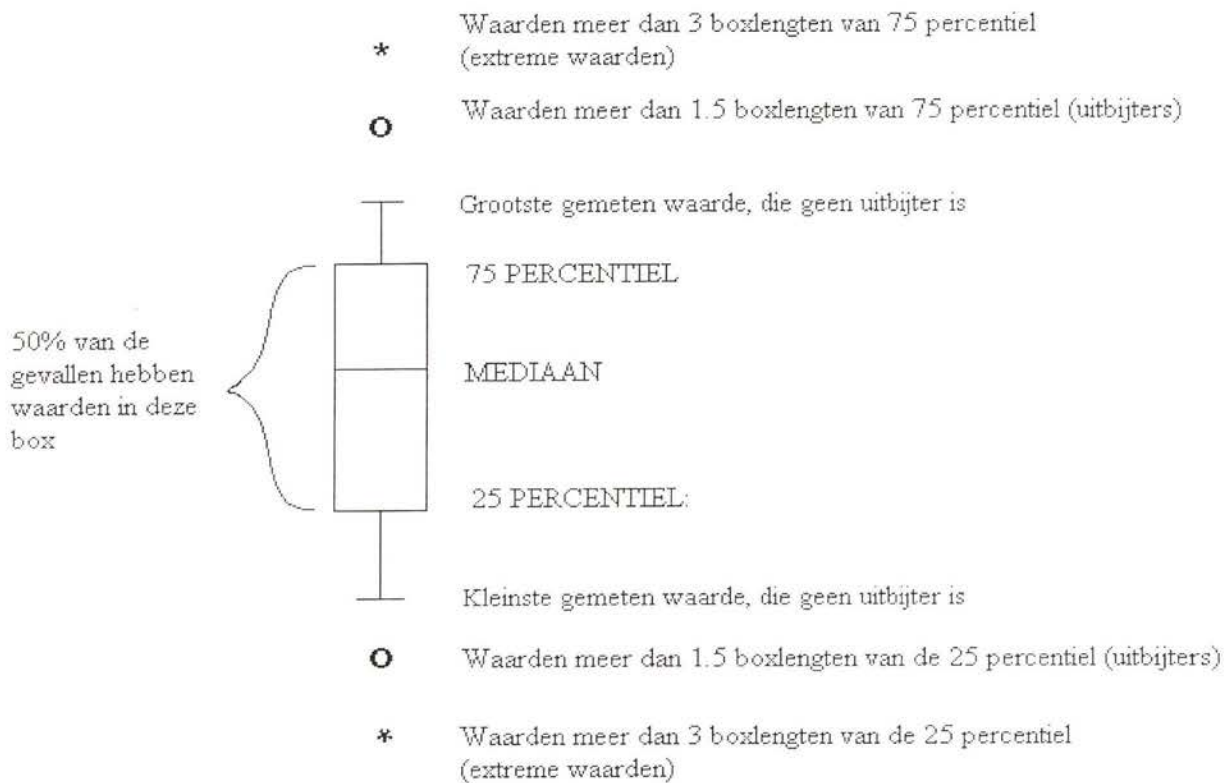 * Waarden meer dan 3 boxlengten van 75 percentiel
(extreme waarden)
O Waarden meer dan 1.5 boxlengten van 75 percentiel (uitbijters)
Grootste gemeten waarde, die geen uitbijter is
75 PERCENTIEL
50% van de
gevallen hebben
waarden in deze
box
MEDIAAN
25 PERCENTIEL:
Kleinste gemeten waarde, die geen uitbijter is
O Waarden meer dan 1.5 boxlengten van de 25 percentiel (uitbijters)
* Waarden meer dan 3 boxlengten van de 25 percentiel
(extreme waarden)